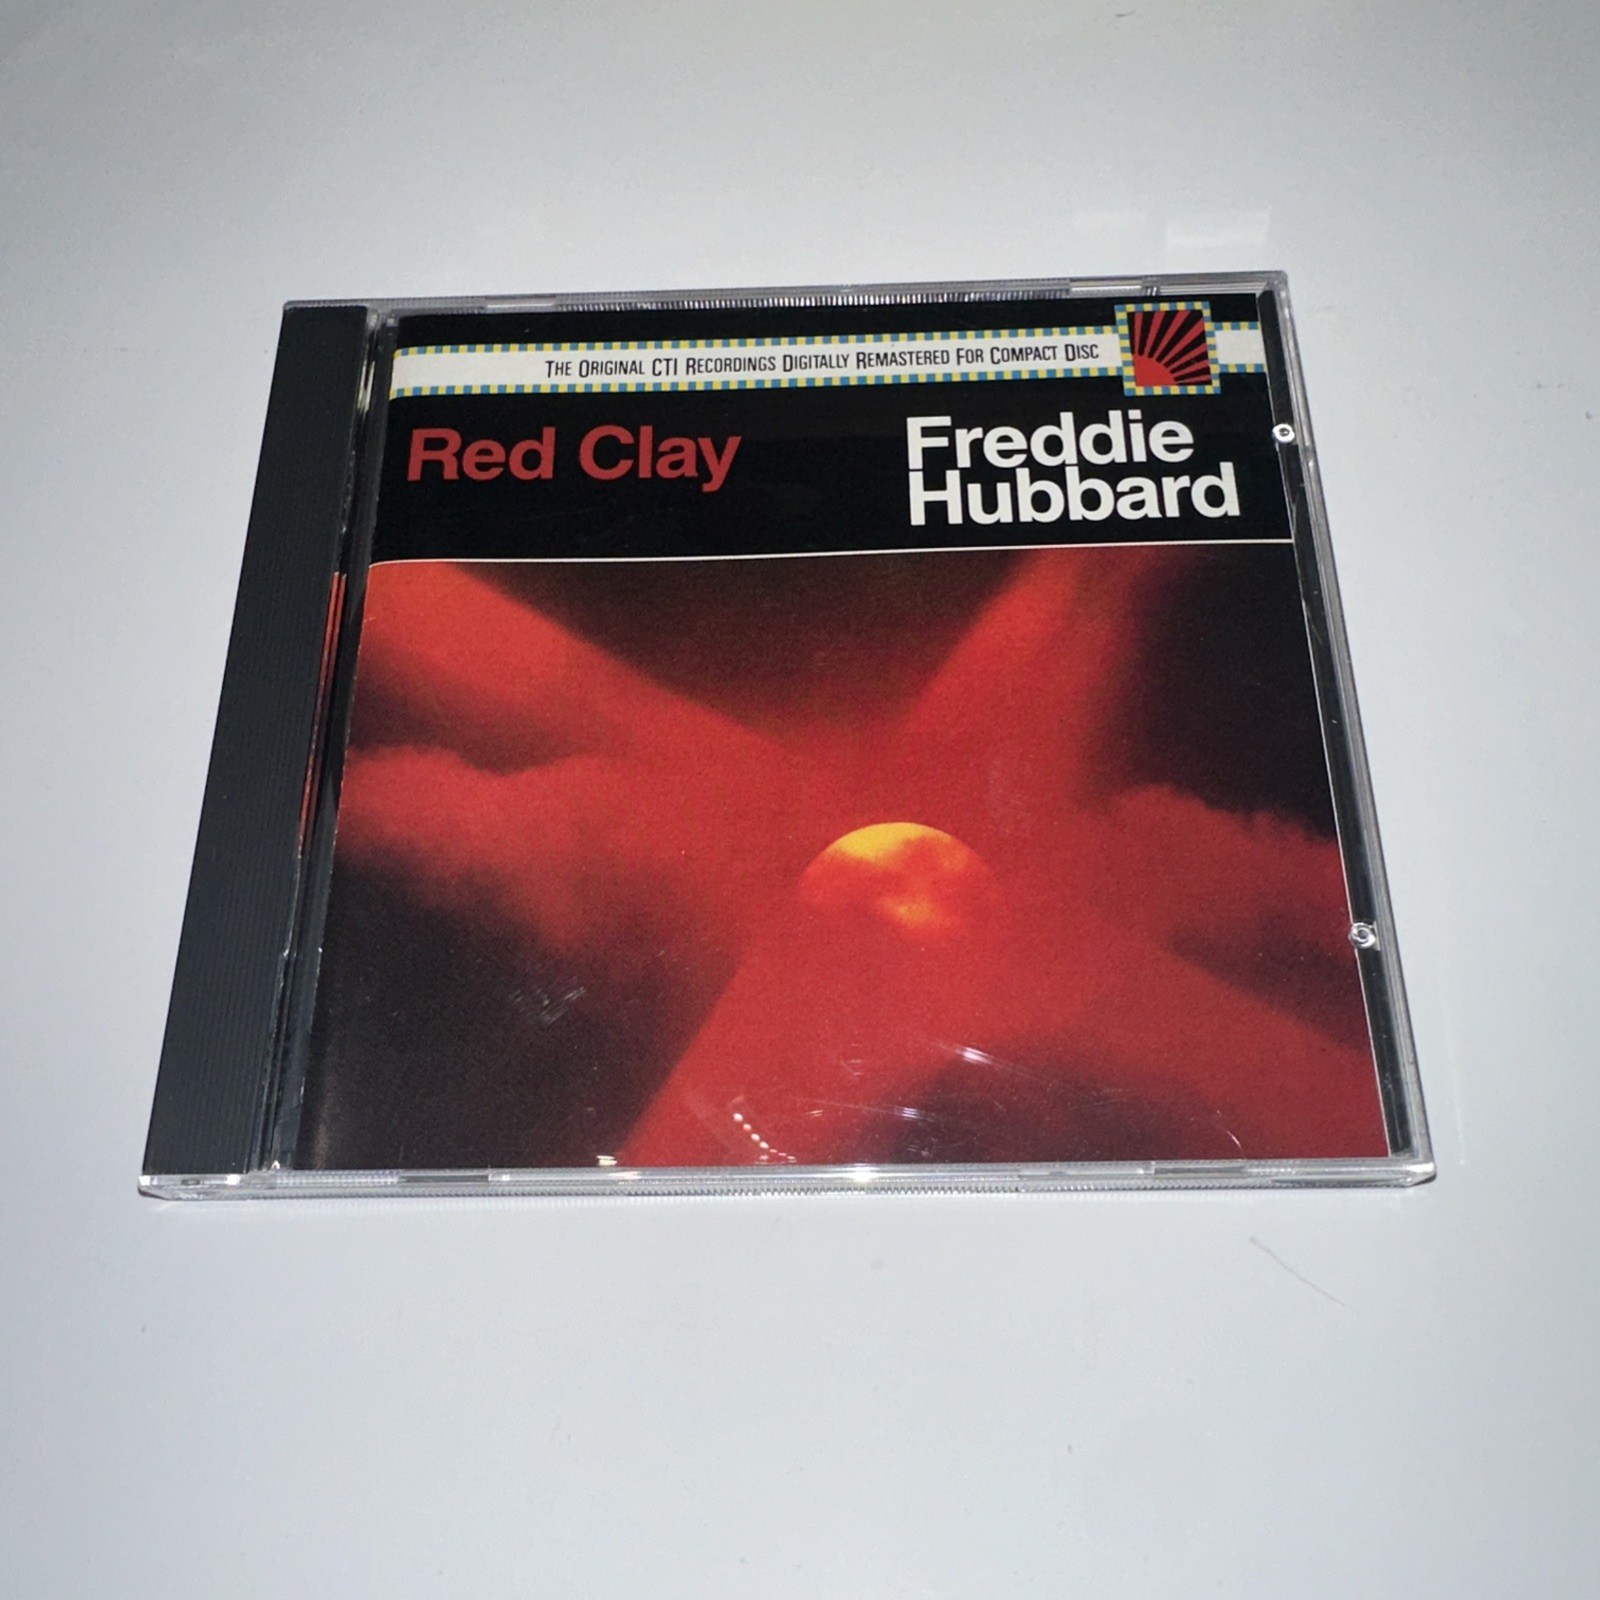 THE ORIGINAL CTI RECORDINGS DIGITALLY REMASTERED FOR COMPACT DISC
Red Clay
Freddie
Hubbard